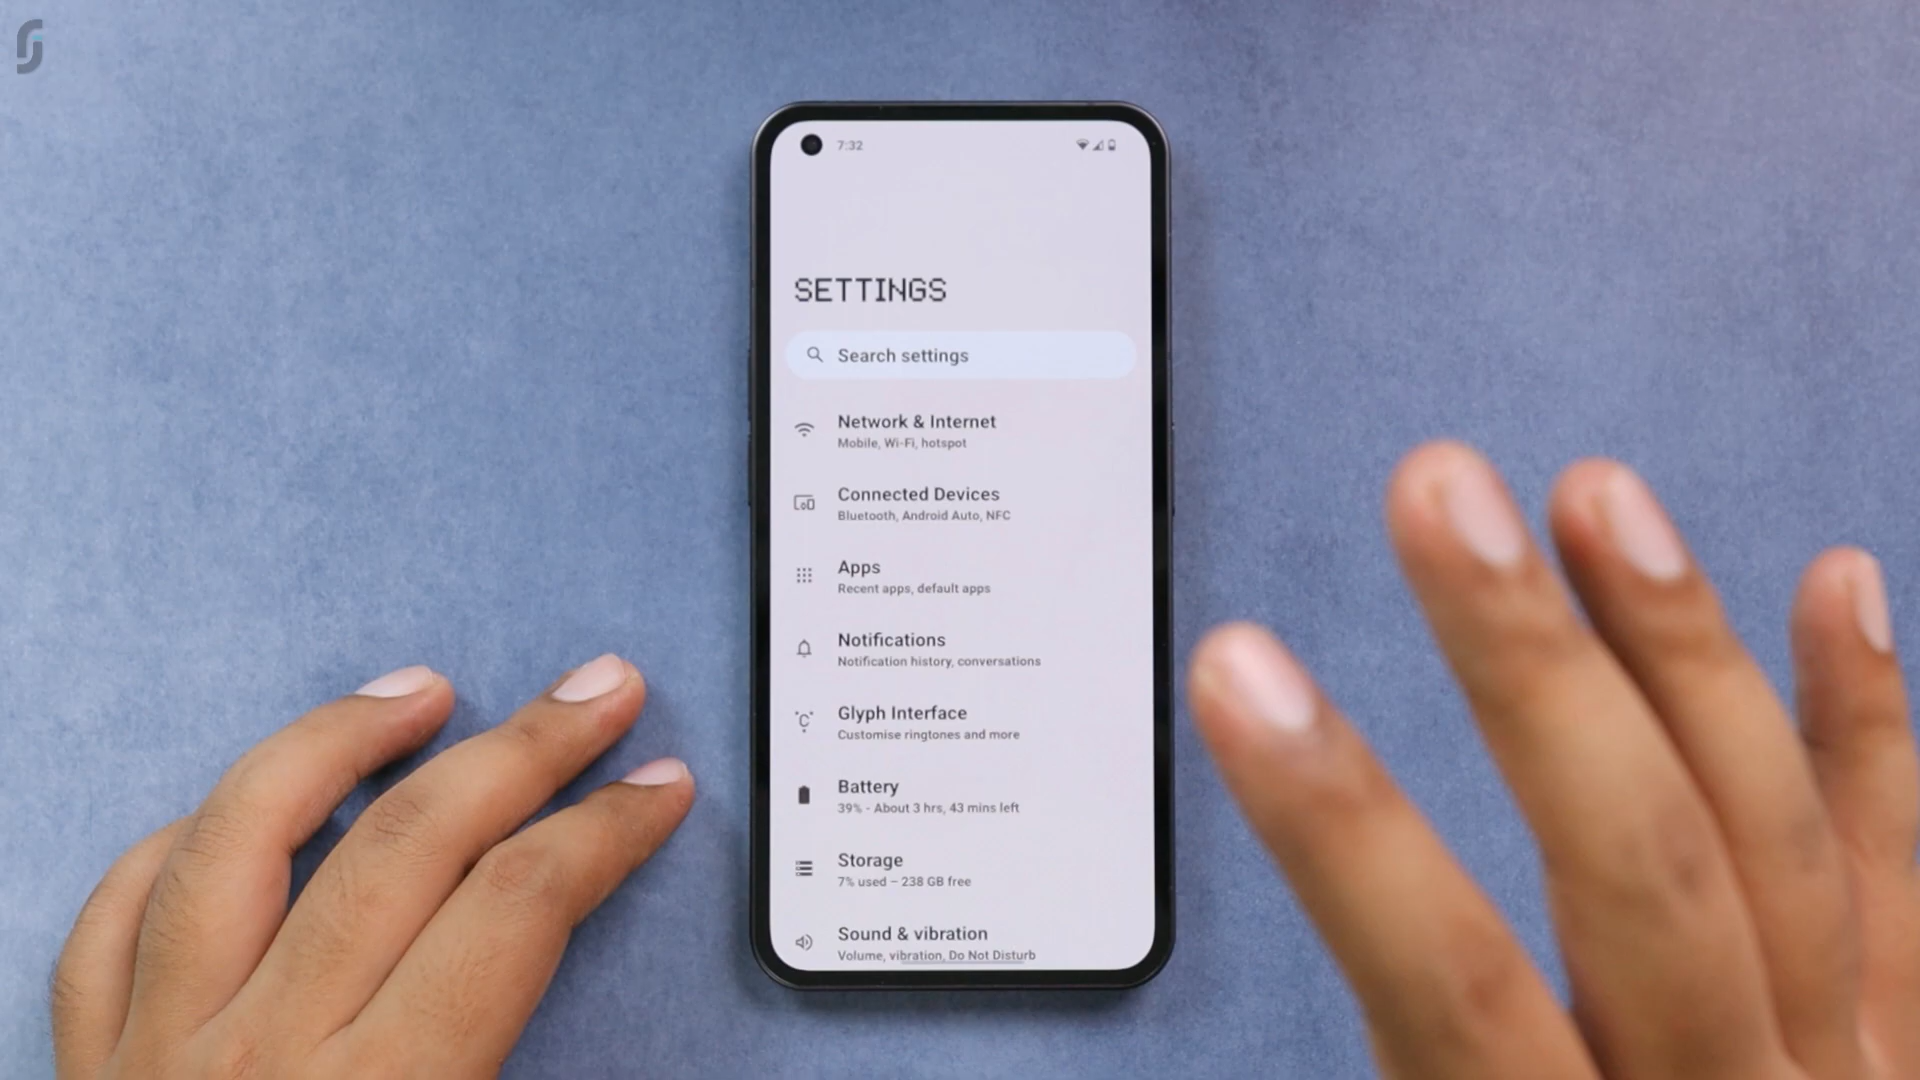 7:32
SETTINGS
Search settings
Network & Internet
Mobile, Wi-Fi, hotspot
Connected Devices
Bluetooth, Android Auto, NFC
Apps
Recent apps, default apps
Notifications
Notification history, conversations
Glyph Interface
Customise ringtones and more
Battery
39% - About 3 hrs, 43 mins left
Storage
7% used – 238 GB free
Sound & vibration
Volume, vibration, Do Not Disturb